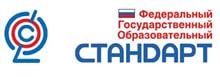 Федеральный
Государственный
Образовательный
СТАНДАРТ